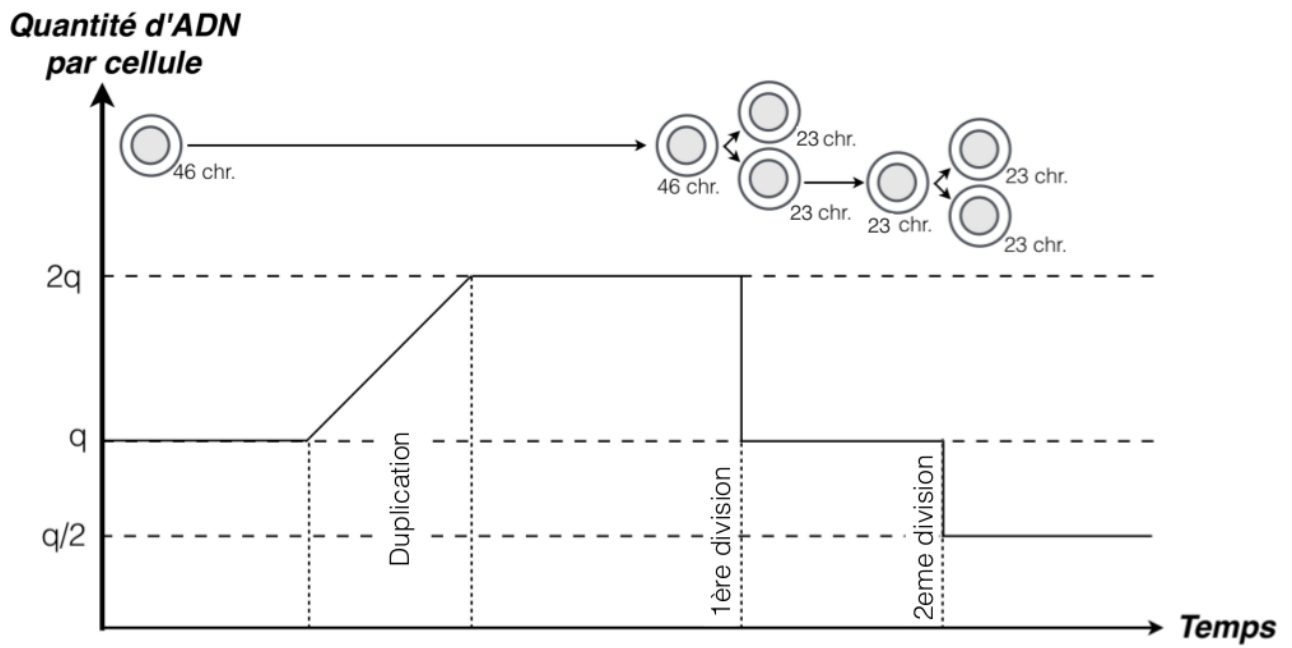 Quantité d'ADN
par cellule
46 chr.
46 chr.
23 chr.
23 chr.
23 chr.
23 chr.
23 chr.
2q
q
q/2
Duplication
1ère division
2eme division
Temps